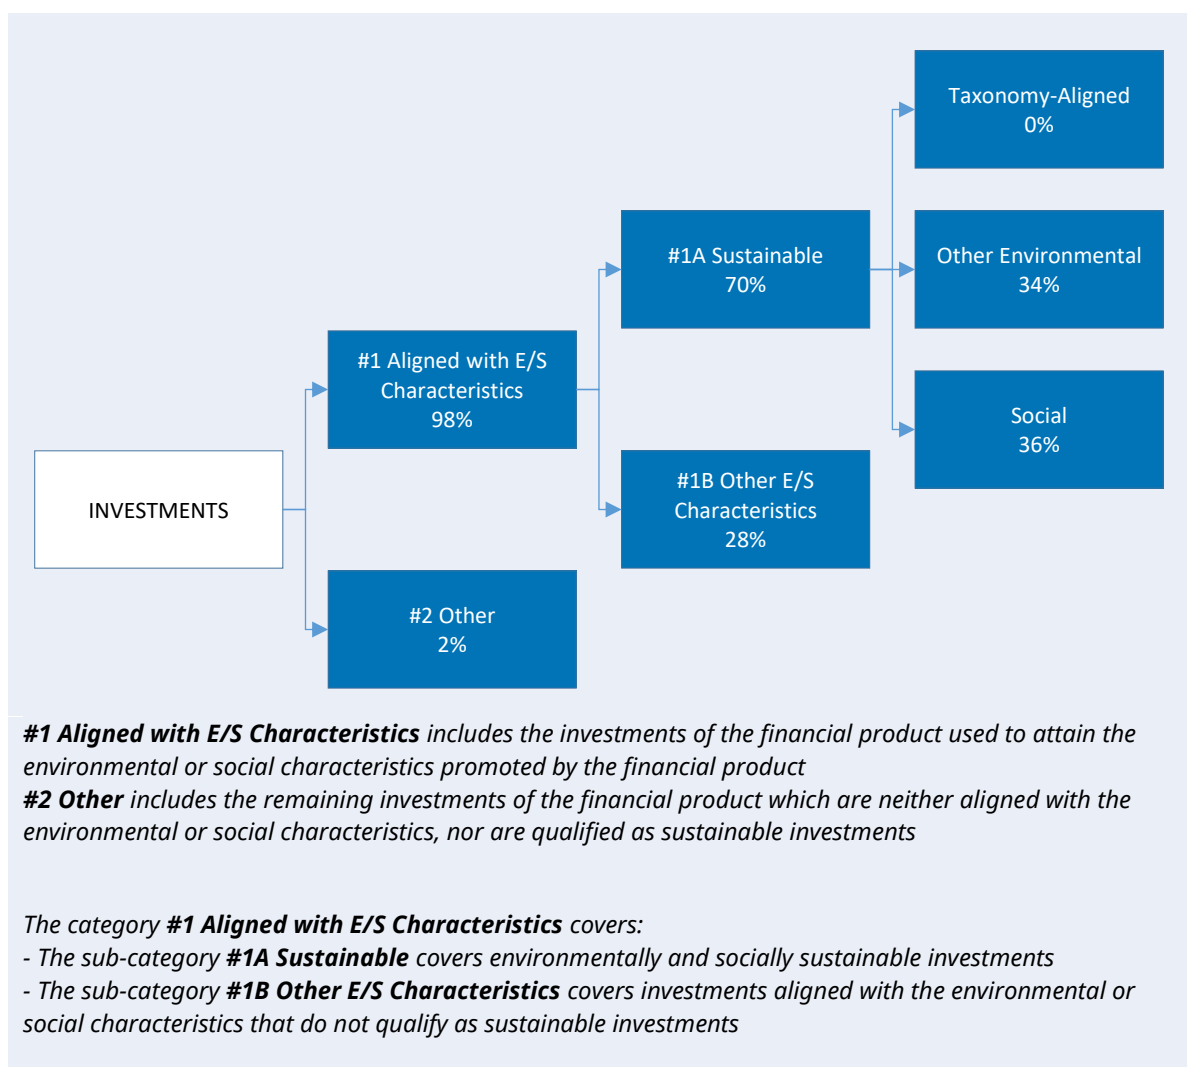 Taxonomy-Aligned
0%
#1A Sustainable
70%
Other Environmental
34%
#1 Aligned with E/S
Characteristics
98%
Social
36%
INVESTMENTS
#1B Other E/S
Characteristics
28%
#2 Other
2%
#1 Aligned with E/S Characteristics includes the investments of the financial product used to attain the
environmental or social characteristics promoted by the financial product
#2 Other includes the remaining investments of the financial product which are neither aligned with the
environmental or social characteristics, nor are qualified as sustainable investments
The category #1 Aligned with E/S Characteristics covers:
- The sub-category #1A Sustainable covers environmentally and socially sustainable investments
- The sub-category #1B Other E/S Characteristics covers investments aligned with the environmental or
social characteristics that do not qualify as sustainable investments